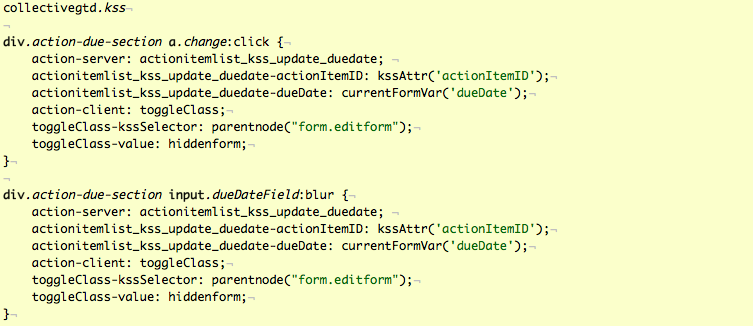 collectivegtd.kss¬
¬
div.action-due-section a.change:click {¬
    action-server: actionitemlist_kss_update_duedate; ¬
    actionitemlist_kss_update_duedate-actionItemID: kssAttr('actionItemID');¬
    actionitemlist_kss_update_duedate-dueDate: currentFormVar('dueDate');¬
    action-client: toggleClass;¬
    toggleClass-kssSelector: parentnode("form.editform");¬
    toggleClass-value: hiddenform;¬
}¬
¬
div.action-due-section input.dueDateField:blur {¬
    action-server: actionitemlist_kss_update_duedate; ¬
    actionitemlist_kss_update_duedate-actionItemID: kssAttr('actionItemID');¬
    actionitemlist_kss_update_duedate-dueDate: currentFormVar('dueDate');¬
    action-client: toggleClass;¬
    toggleClass-kssSelector: parentnode("form.editform");¬
    toggleClass-value: hiddenform;¬
}¬